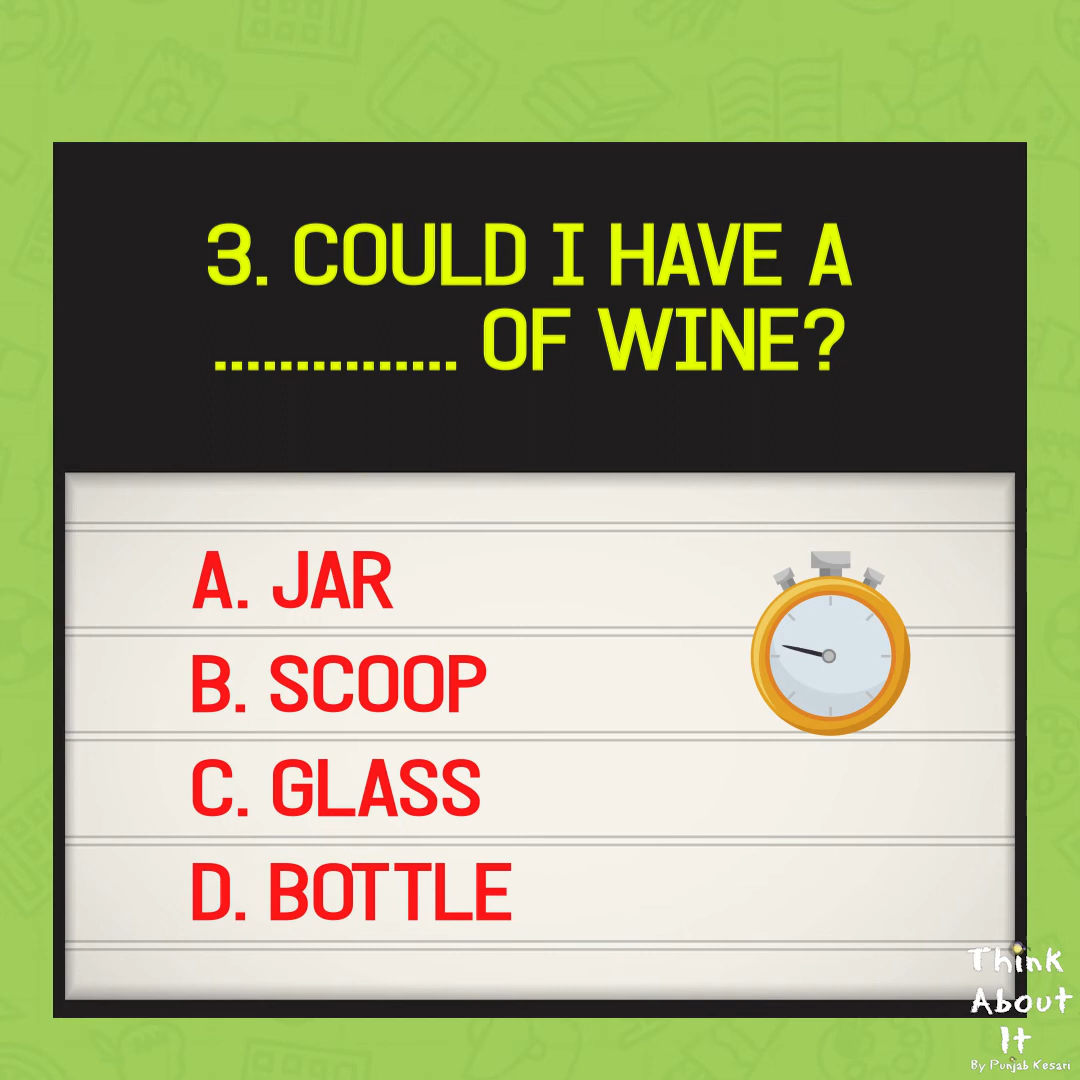 3. COULD I HAVE A
............... OF WINE?
A. JAR
B. SCOOP
C. GLASS
D. BOTTLE
Think
About
It
By Punjab Kesari